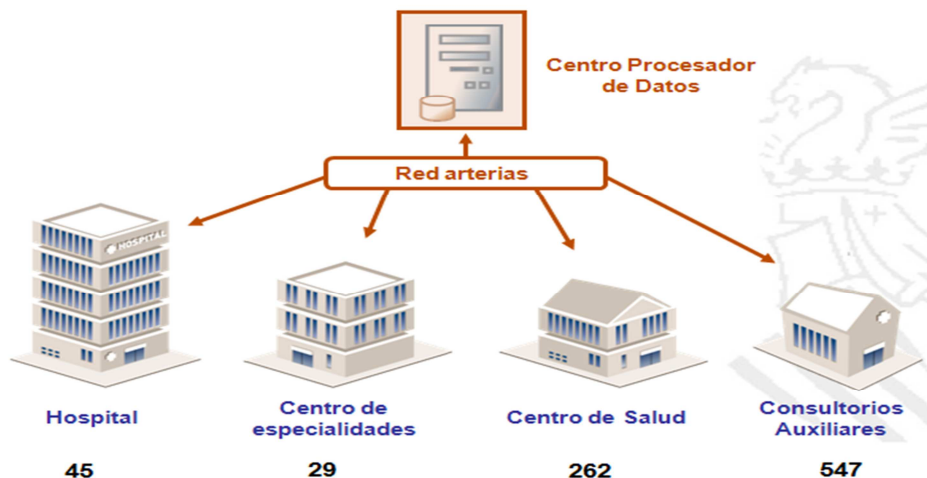 Centro Procesador
de Datos
Red arterias
HOSPITAL
Hospital
Centro de
especialidades
Centro de Salud
Consultorios
Auxiliares
45
29
262
547